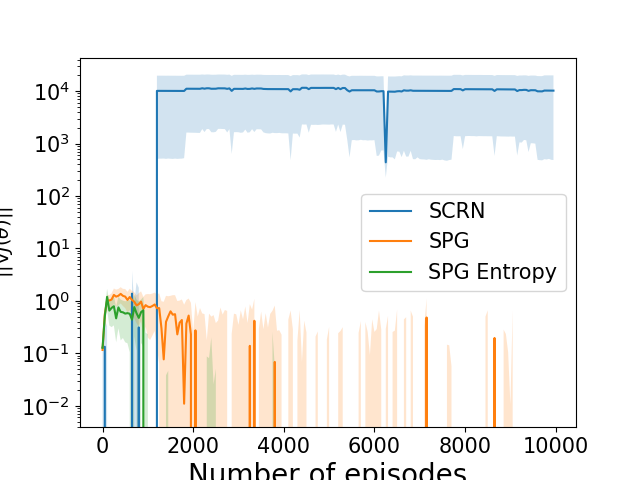 10⁴
10³
10²
10¹
10⁰
10⁻¹
10⁻²
||∇J(θ)||
SCRN
SPG
SPG Entropy
0 2000 4000 6000 8000 10000
Number of episodes